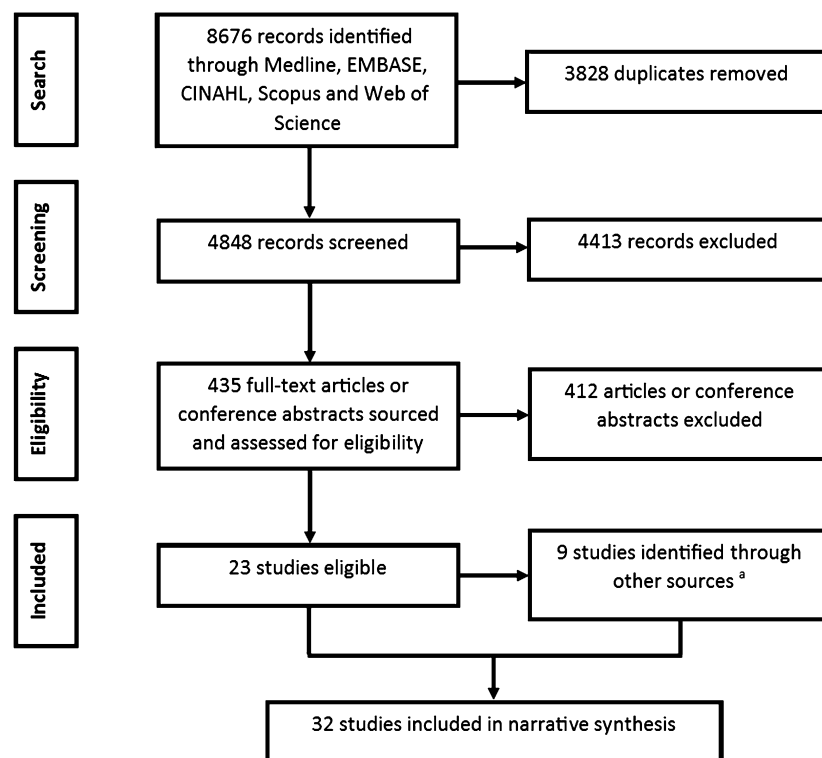 Search
8676 records identified
through Medline, EMBASE,
CINAHL, Scopus and Web of
Science
3828 duplicates removed
Screening
4848 records screened
4413 records excluded
Eligibility
435 full-text articles or
conference abstracts sourced
and assessed for eligibility
412 articles or conference
abstracts excluded
Included
23 studies eligible
9 studies identified through
other sources a
32 studies included in narrative synthesis